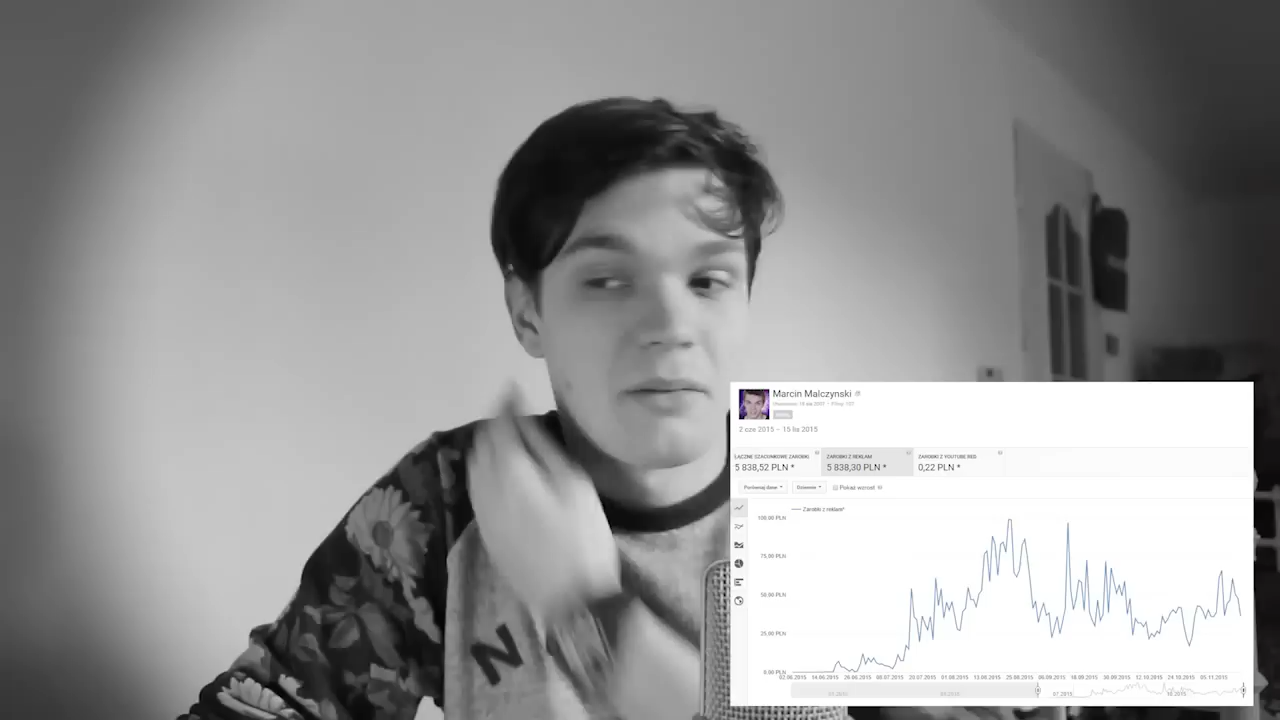 Marcin Malczynski
2 cze 2015 – 15 lis 2015
ŁĄCZNE SZACUNKOWE ZAROBKI
5 838,52 PLN *
ZAROBKI Z REKLAM
5 838,30 PLN *
ZAROBKI Z YOUTUBE RED
0,22 PLN *
Porównaj dane
Dziennie
Pokaż wzrost
Zarobki z reklam*
100,00 PLN
75,00 PLN
50,00 PLN
25,00 PLN
0,00 PLN
02.06.2015 14.06.2015 26.06.2015 08.07.2015 20.07.2015 01.08.2015 13.08.2015 25.08.2015 06.09.2015 18.09.2015 30.09.2015 12.10.2015 24.10.2015 05.11.2015
07.2015
10.2015
N